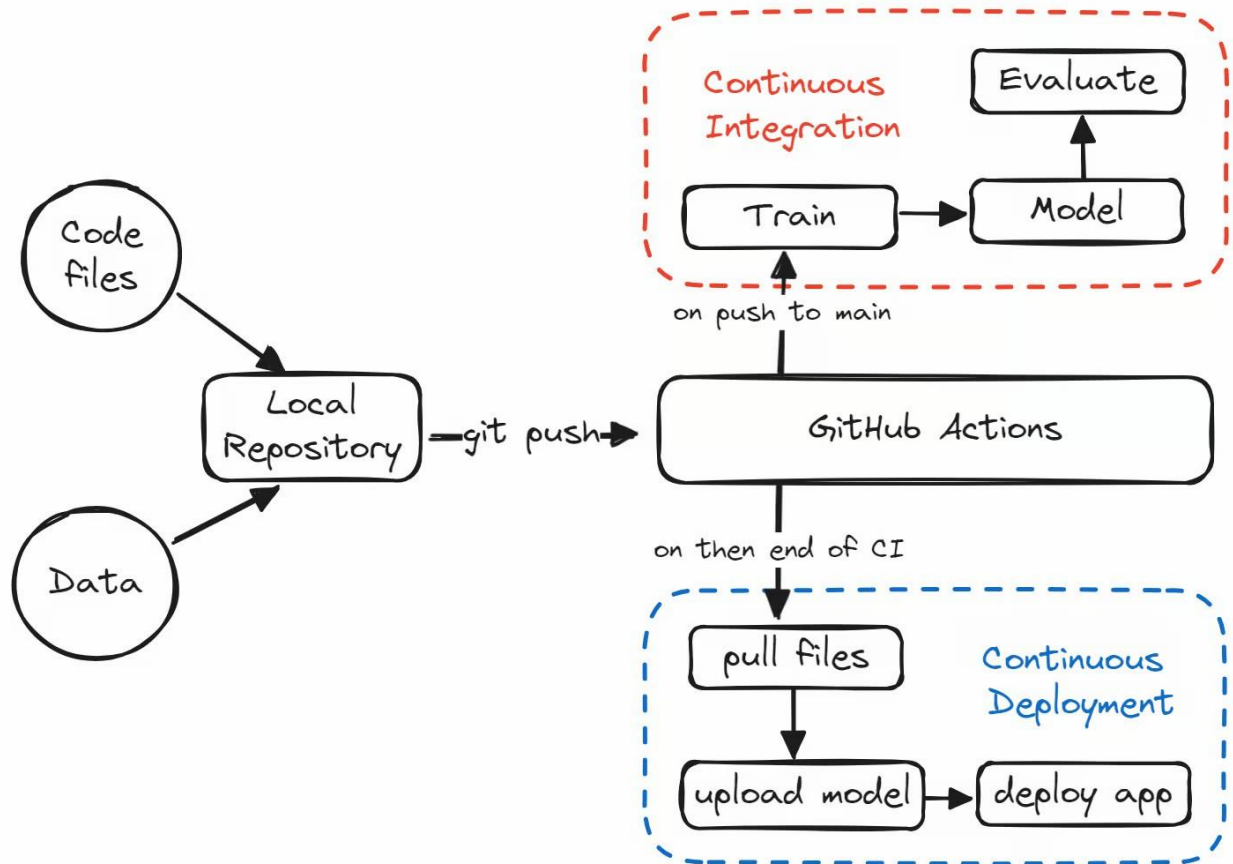 Continuous
Integration
Evaluate
Train
Model
Code
files
on push to main
Local
Repository
git push
GitHub Actions
on then end of CI
Data
pull files
Continuous
Deployment
upload model
deploy app